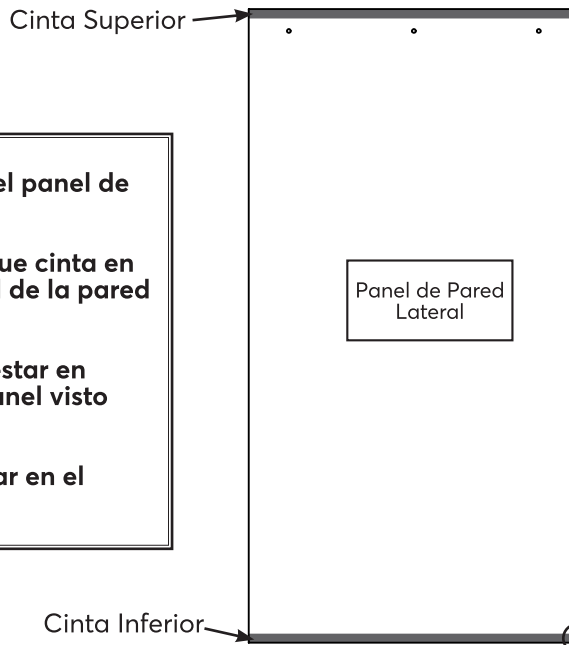 Cinta Superior
el panel de
ue cinta en
de la pared
star en
nel visto
ar en el
Panel de Pared
Lateral
Cinta Inferior